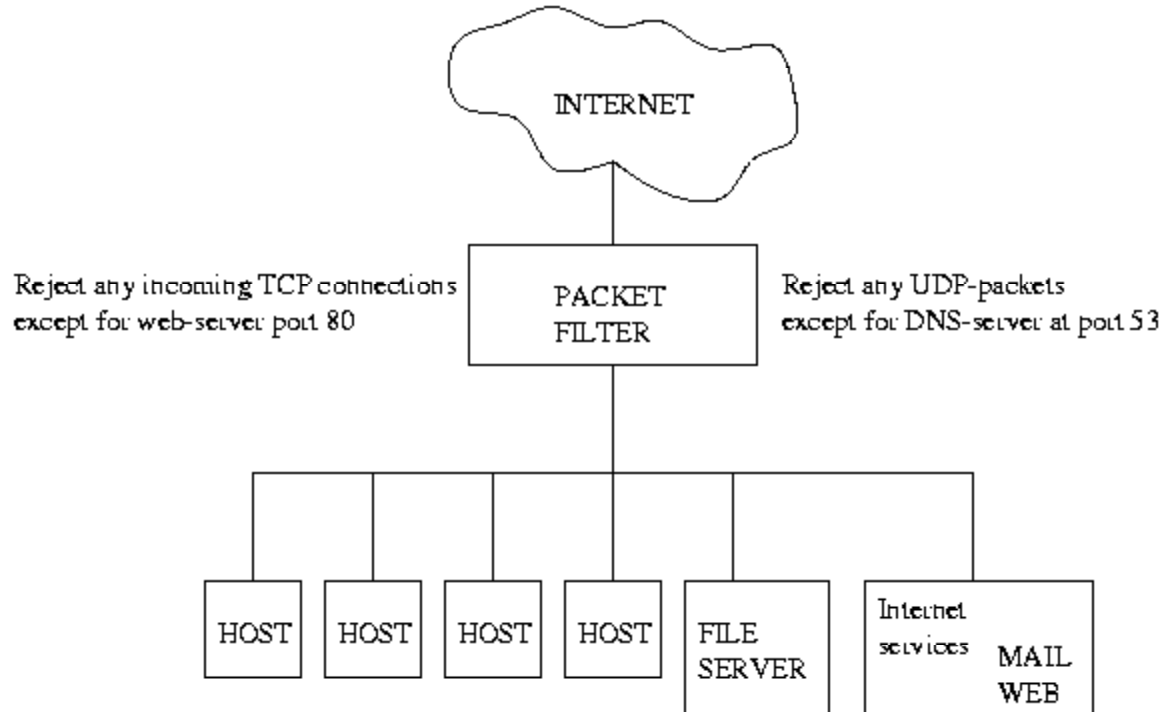 INTERNET
Reject any incoming TCP connections
except for web-server port 80
PACKET
FILTER
Reject any UDP-packets
except for DNS-server at port 53
HOST
HOST
HOST
HOST
FILE
SERVER
Internet
services
MAIL
WEB